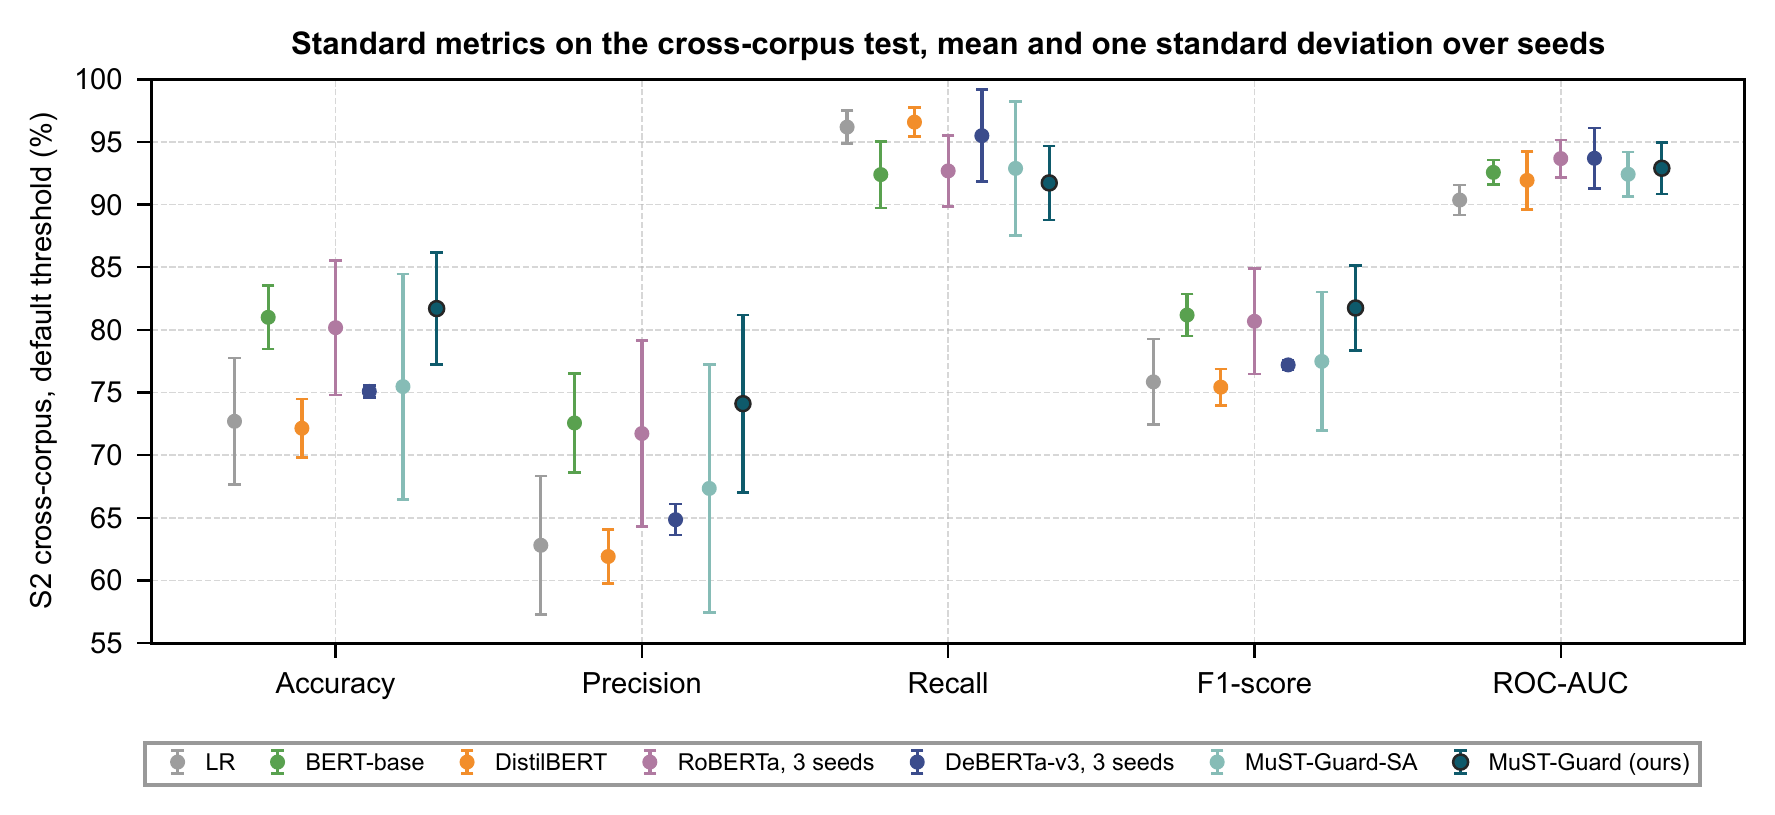 Standard metrics on the cross-corpus test, mean and one standard deviation over seeds
S2 cross-corpus, default threshold (%)
100
95
90
85
80
75
70
65
60
55
Accuracy Precision Recall F1-score ROC-AUC
LR BERT-base DistilBERT RoBERTa, 3 seeds DeBERTa-v3, 3 seeds MuST-Guard-SA MuST-Guard (ours)